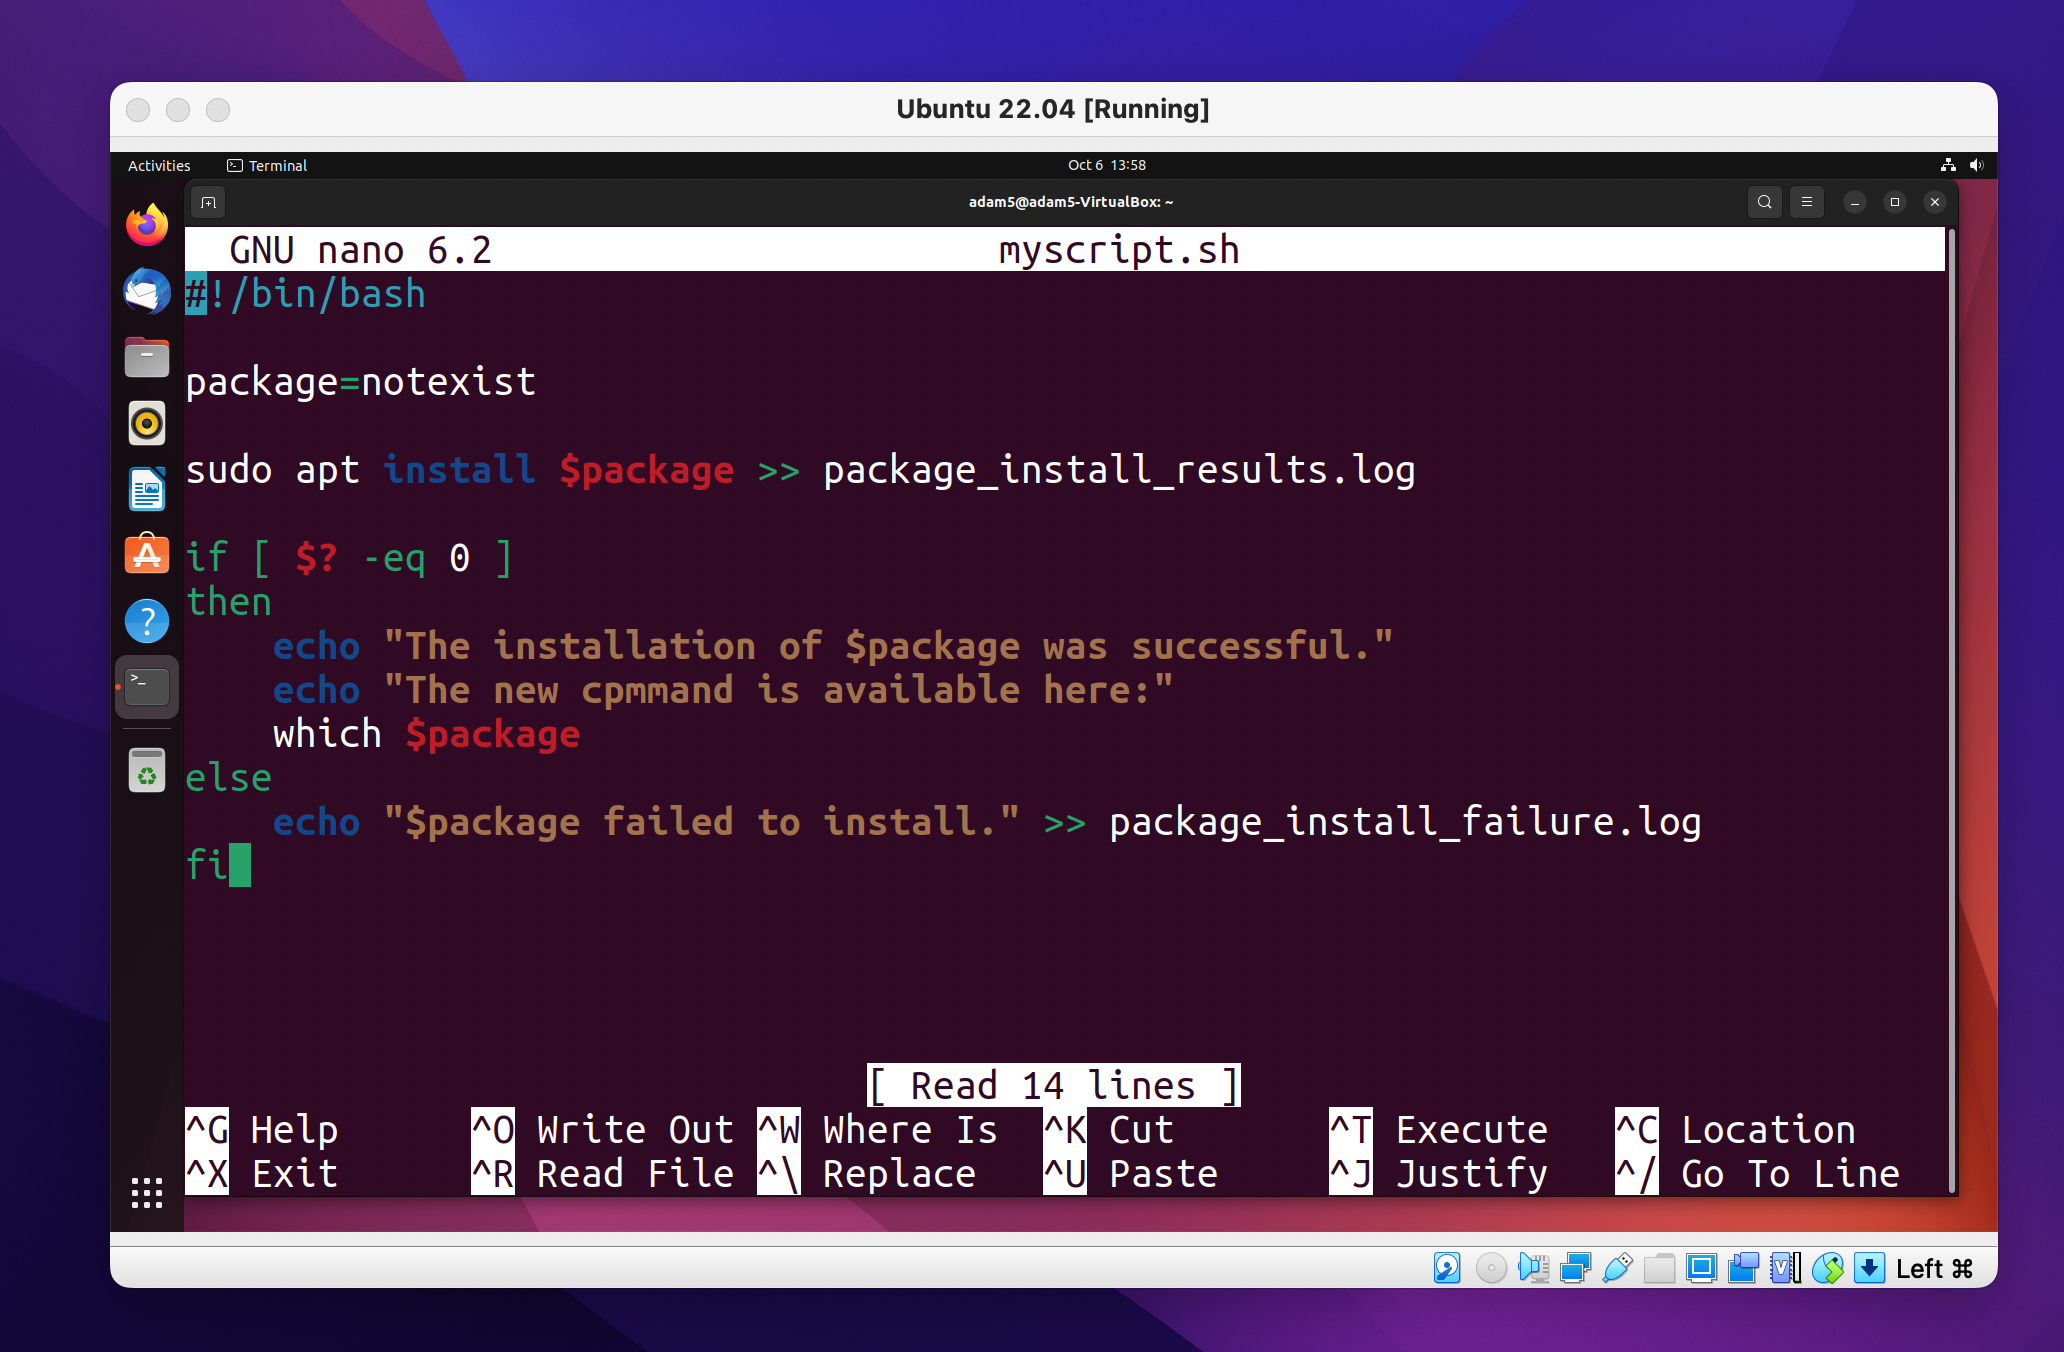 Ubuntu 22.04 [Running]
Activities Terminal Oct 6 13:58
adam5@adam5-VirtualBox: ~
GNU nano 6.2 myscript.sh
#!/bin/bash
package=notexist
sudo apt install $package >> package_install_results.log
if [ $? -eq 0 ]
then
echo "The installation of $package was successful."
echo "The new cpmmand is available here:"
which $package
else
echo "$package failed to install." >> package_install_failure.log
fi
[ Read 14 lines ]
^G Help ^O Write Out ^W Where Is ^K Cut ^T Execute ^C Location
^X Exit ^R Read File ^\ Replace ^U Paste ^J Justify ^/ Go To Line
Left ⌘